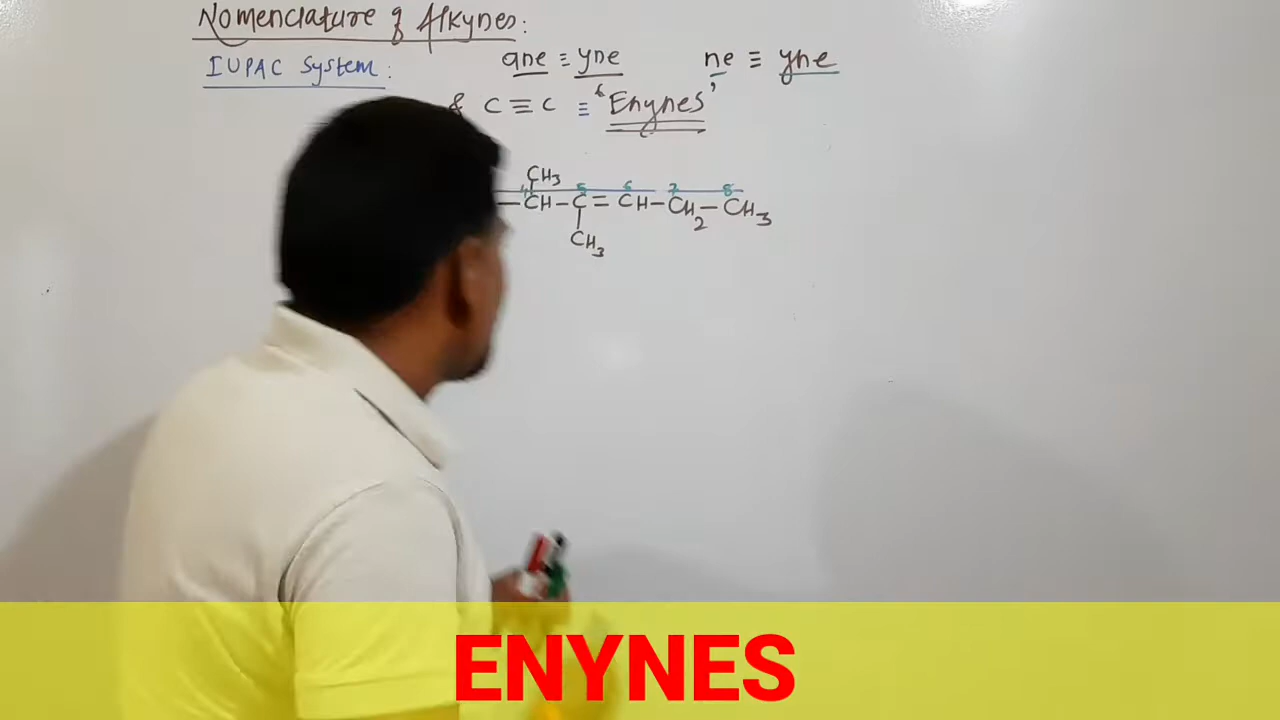 Nomenclature of Alkynes:
IUPAC System: ane ≡ yne ne ≡ yne
& C ≡ C ≡ ‘Enynes’
CH3
4 5 6 7 8
—CH—C=CH—CH2—CH3
CH3
ENYNES